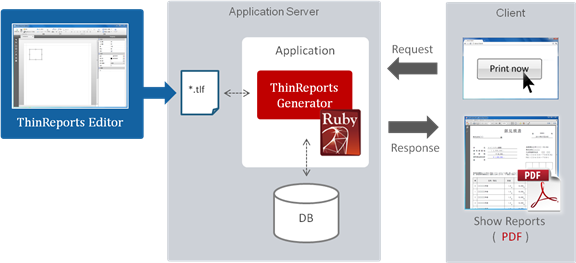 ThinReports Editor
Application Server
Application
*.tlf
ThinReports
Generator
Ruby
DB
Request
Response
Client
Print now
PDF
Show Reports
( PDF )